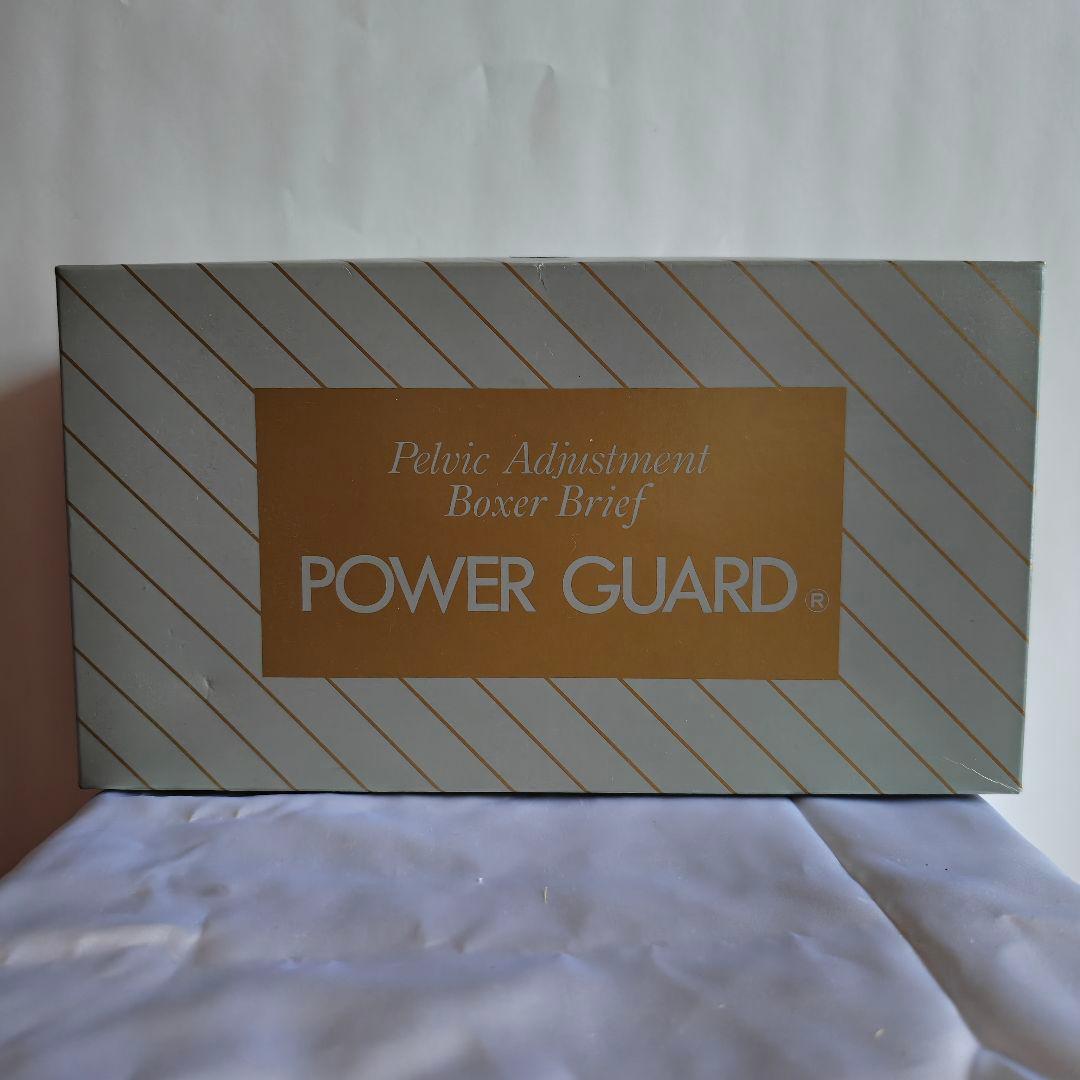 Pelvic Adjustment
Boxer Brief
POWER GUARD®